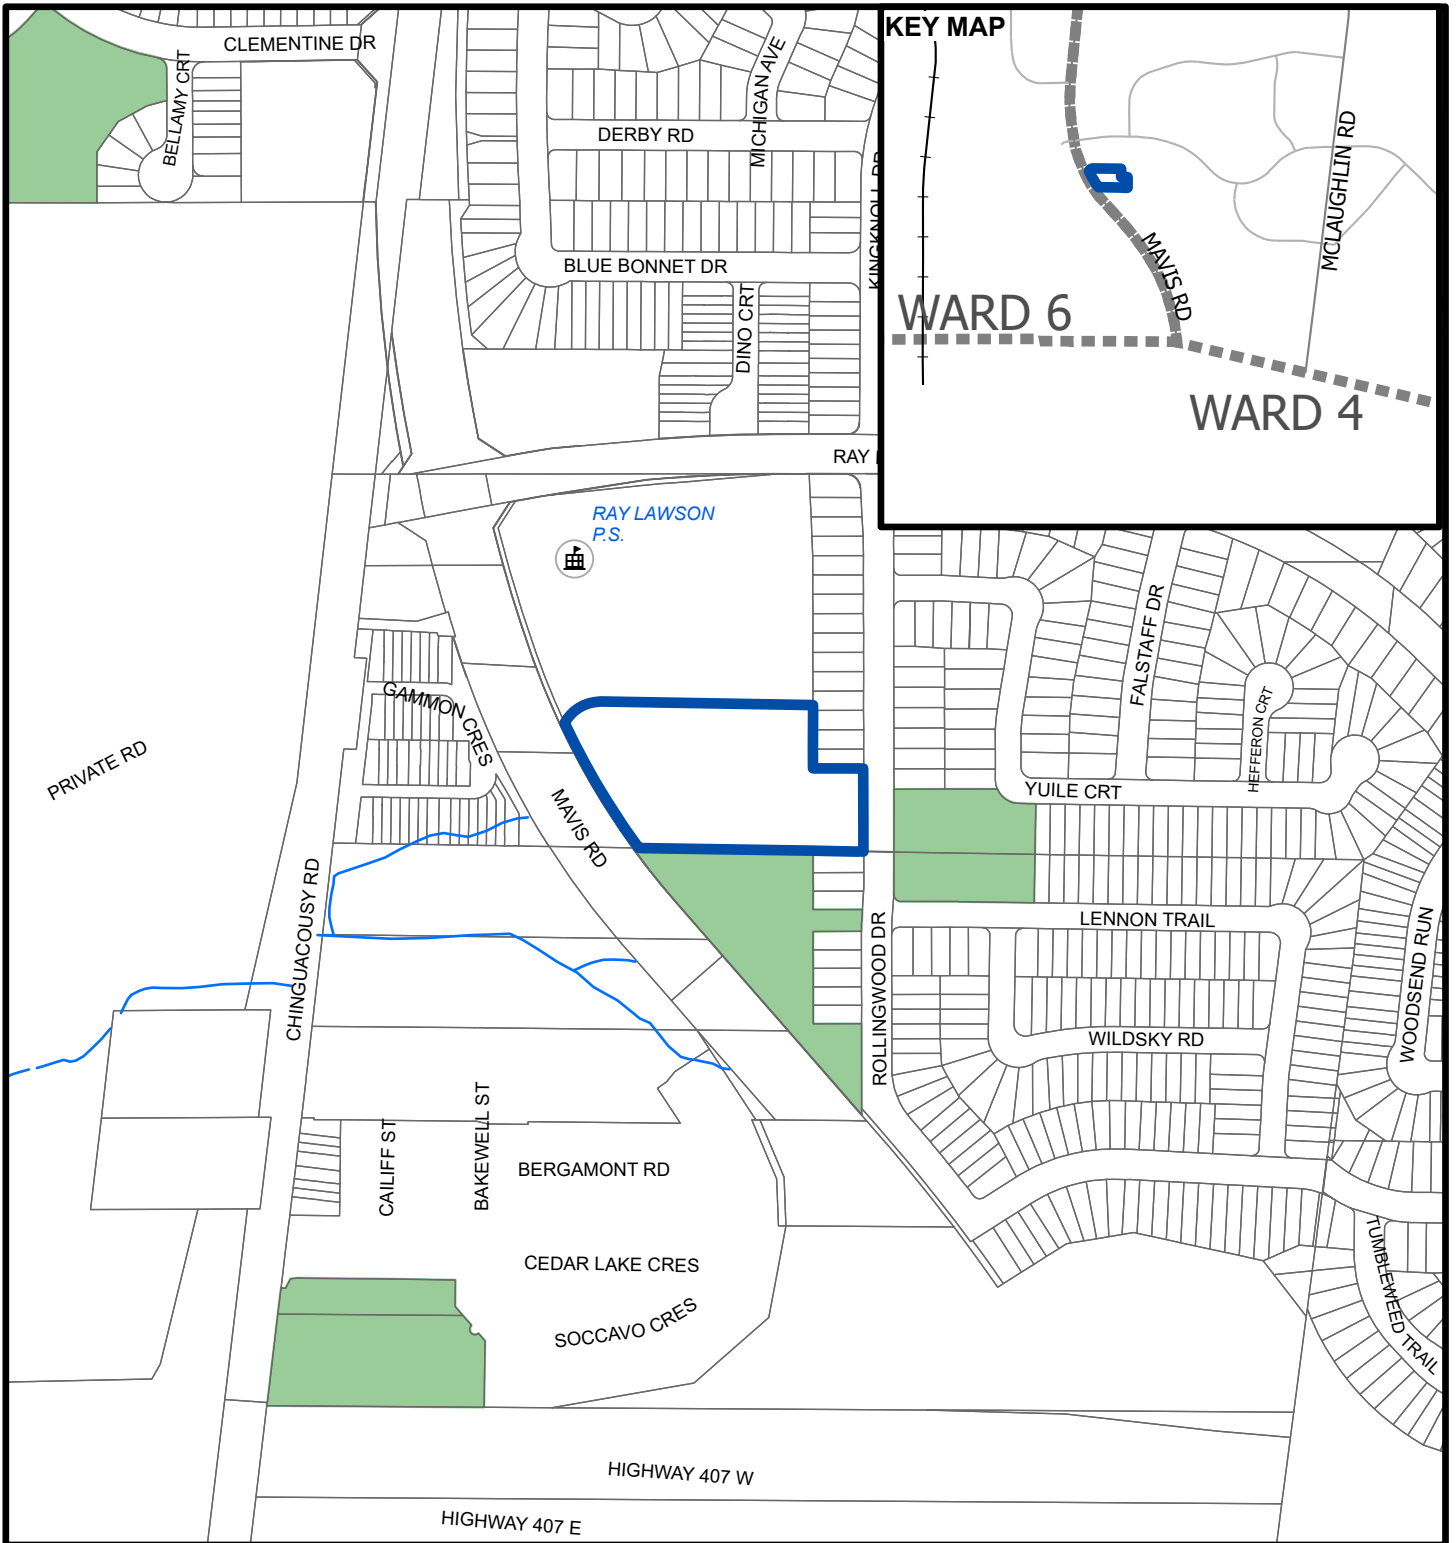 KEY MAP
CLEMENTINE DR
BELLAMY CRT
MICHIGAN AVE
DERBY RD
BLUE BONNET DR
DINO CRT
KINGKNOLL DR
MCLAUGHLIN RD
MAVIS RD
WARD 6
WARD 4
RAY
RAY LAWSON
P.S.
GAMMON CRES
PRIVATE RD
MAVIS RD
CHINGUACOUSY RD
FALSTAFF DR
HEFFERON CRT
YUILE CRT
LENNON TRAIL
ROLLINGWOOD DR
WOODSEND RUN
WILDSKY RD
CAILIFF ST
BAKEWELL ST
BERGAMONT RD
CEDAR LAKE CRES
SOCCAVO CRES
TUMBLEWEED TRAIL
HIGHWAY 407 W
HIGHWAY 407 E